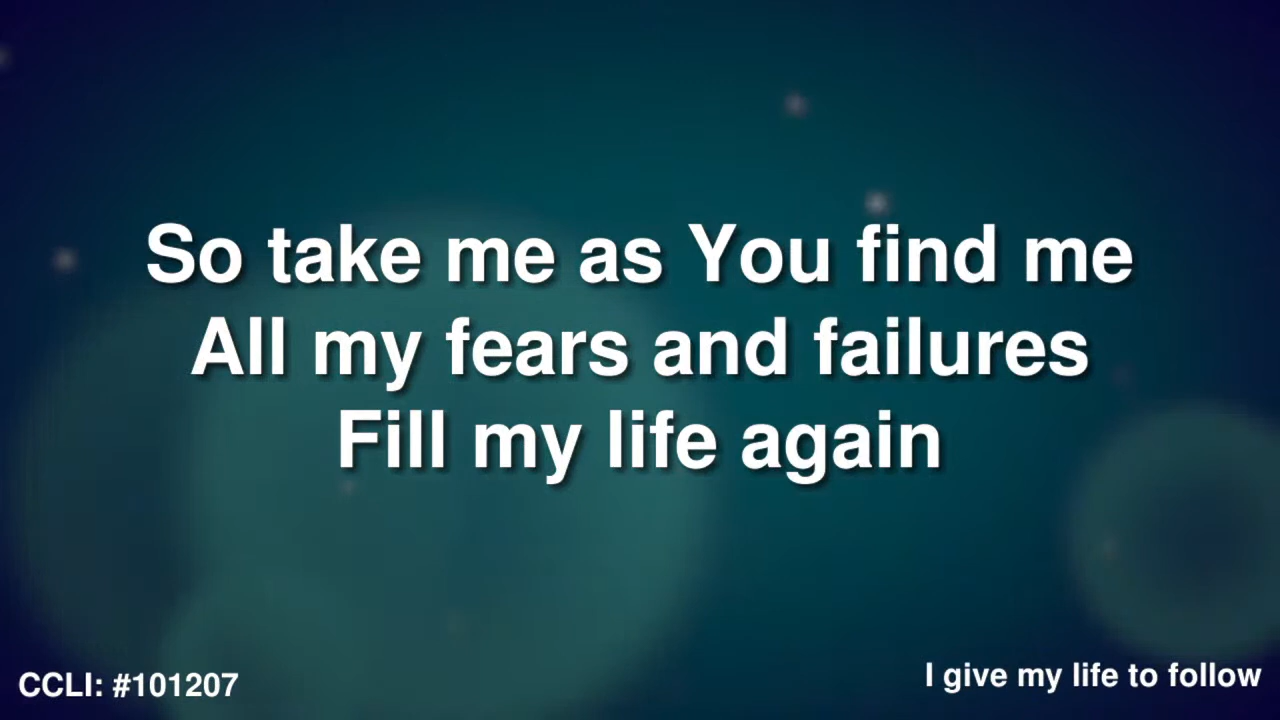 So take me as You find me
All my fears and failures
Fill my life again
CCLI: #101207
I give my life to follow